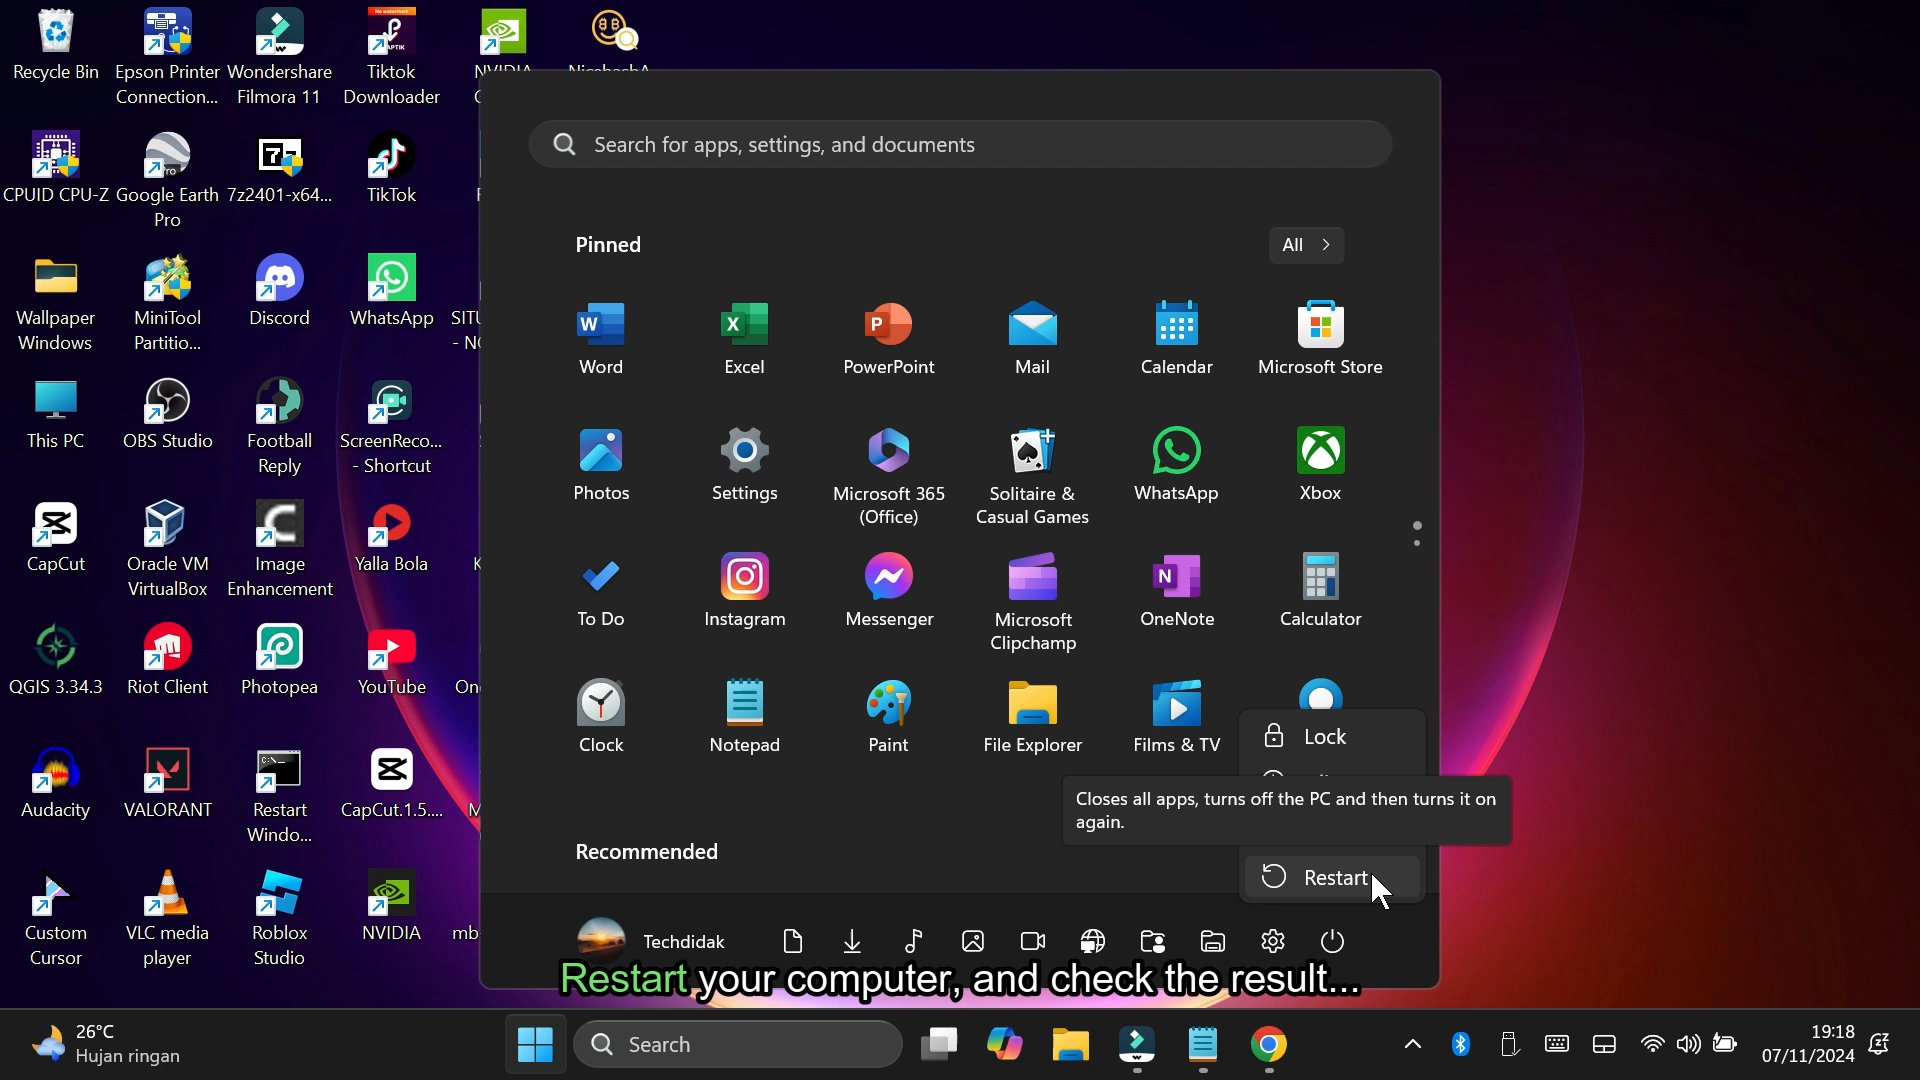 Recycle Bin
Epson Printer
Connection...
Wondershare
Filmora 11
No watermark
Tiktok
Downloader
CPUID CPU-Z
Google Earth
Pro
7z2401-x64...
TikTok
Wallpaper
Windows
MiniTool
Partitio...
Discord
WhatsApp
This PC
OBS Studio
Football
Reply
ScreenReco...
- Shortcut
CapCut
Oracle VM
VirtualBox
Image
Enhancement
Yalla Bola
QGIS 3.34.3
Riot Client
Photopea
YouTube
Audacity
VALORANT
Restart
Windo...
CapCut.1.5....
Custom
Cursor
VLC media
player
Roblox
Studio
NVIDIA
Search for apps, settings, and documents
Pinned
All
Word
Excel
PowerPoint
Mail
Calendar
Microsoft Store
Photos
Settings
Microsoft 365
(Office)
Solitaire &
Casual Games
WhatsApp
Xbox
To Do
Instagram
Messenger
Microsoft
Clipchamp
OneNote
Calculator
Clock
Notepad
Paint
File Explorer
Films & TV
Lock
Closes all apps, turns off the PC and then turns it on
again.
Recommended
Restart
Techdidak
Restart your computer, and check the result...
26°C
Hujan ringan
Search
19:18
07/11/2024